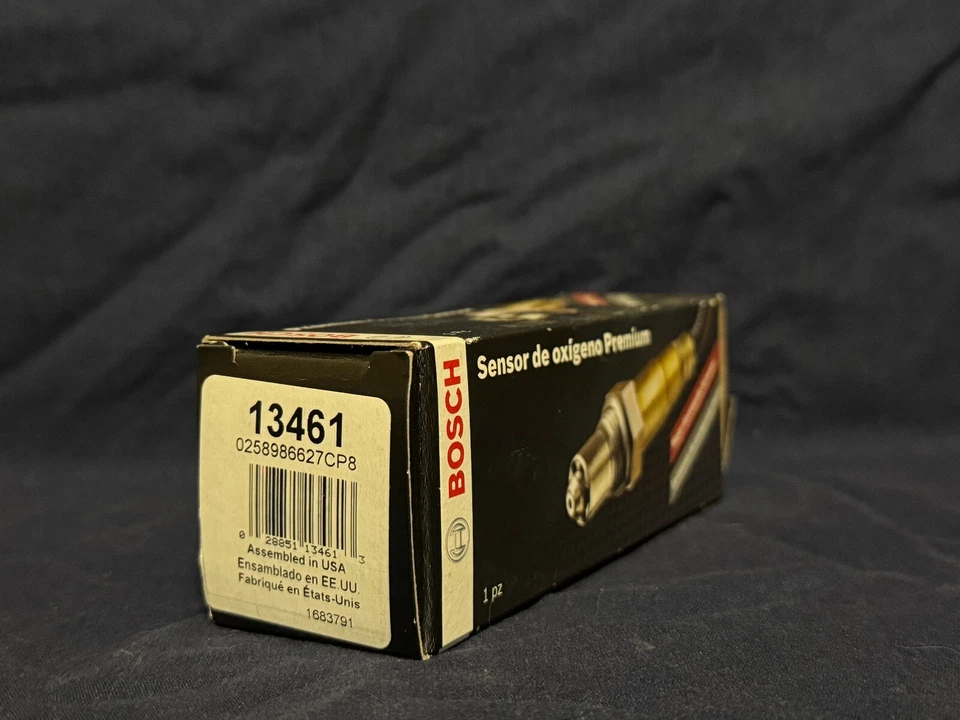 13461
0258986627CP8
0 28851 13461 3
Assembled in USA
Ensamblado en EE.UU.
Fabriqué en États-Unis
1683791
BOSCH
BOSCH
Sensor de oxígeno Premium
1 pz